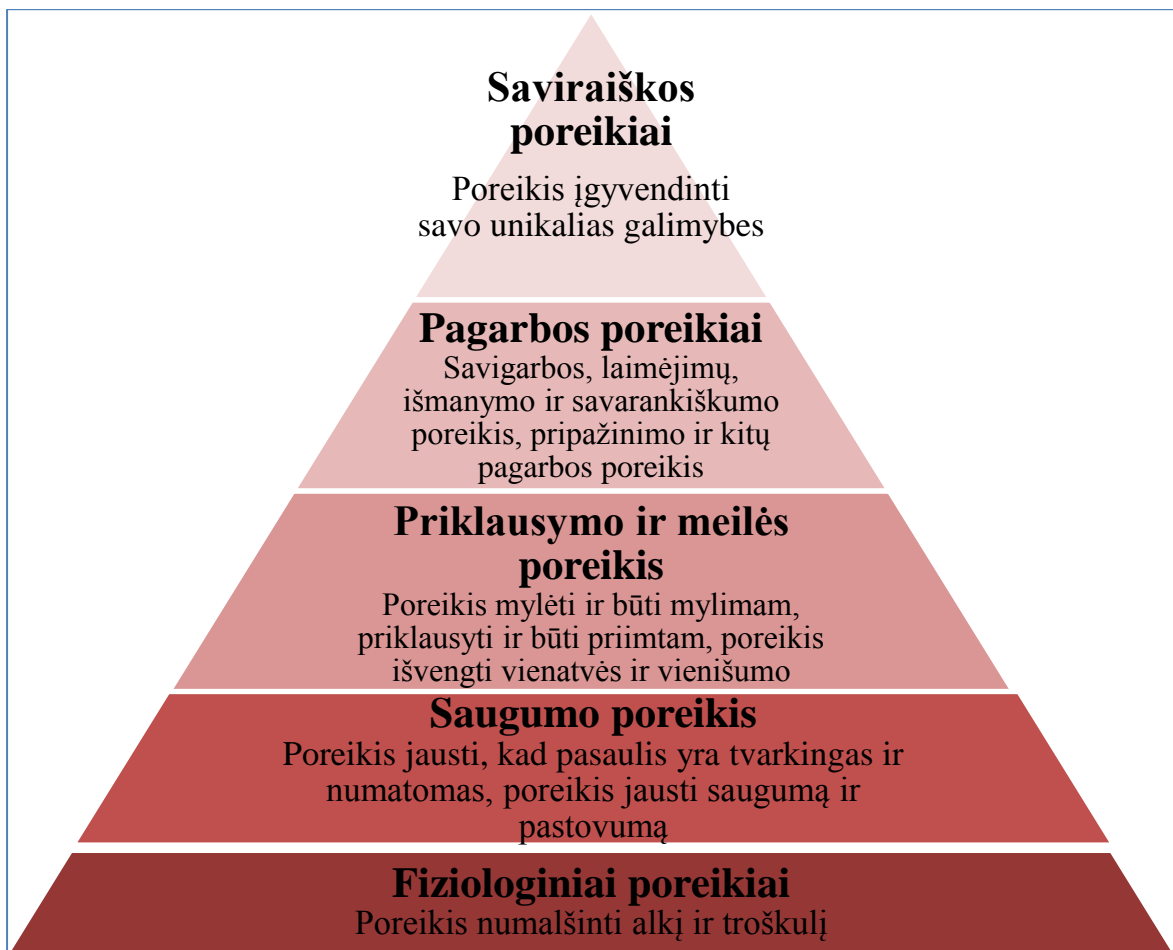 Saviraiškos
poreikiai
Poreikis įgyvendinti
savo unikalias galimybes
Pagarbos poreikiai
Savigarbos, laimėjimų,
išmanymo ir savarankiškumo
poreikis, pripažinimo ir kitų
pagarbos poreikis
Priklausymo ir meilės
poreikis
Poreikis mylėti ir būti mylimam,
priklausyti ir būti priimtam, poreikis
išvengti vienatvės ir vienišumo
Saugumo poreikis
Poreikis jausti, kad pasaulis yra tvarkingas ir
numatomas, poreikis jausti saugumą ir
pastovumą
Fiziologiniai poreikiai
Poreikis numalšinti alkį ir troškulį